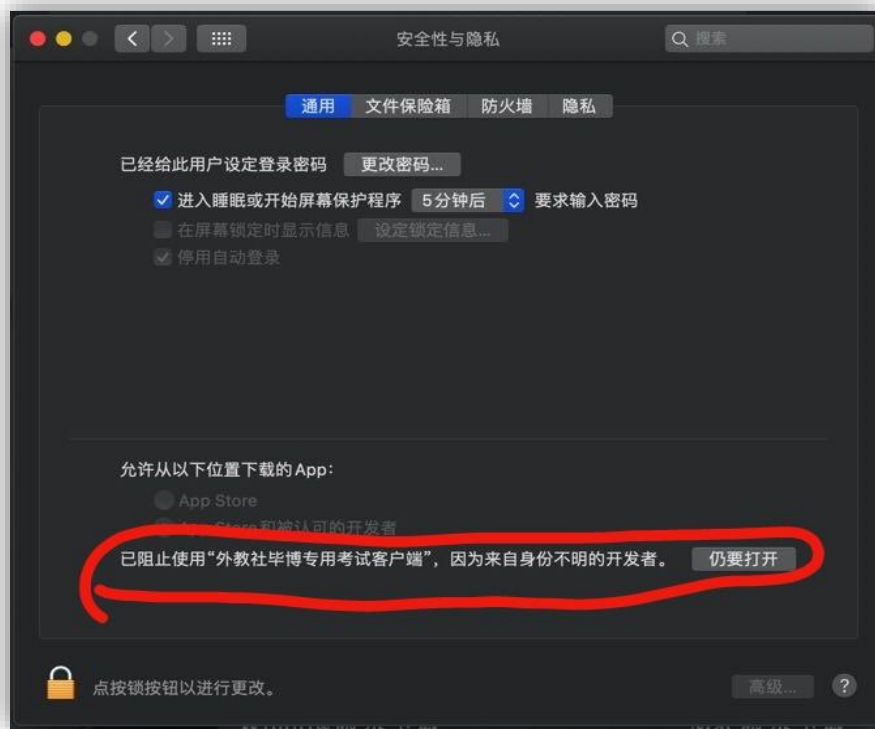 安全性与隐私
搜索
通用 文件保险箱 防火墙 隐私
已经给此用户设定登录密码 更改密码...
进入睡眠或开始屏幕保护程序 5分钟后 要求输入密码
在屏幕锁定时显示信息 设定锁定信息...
停用自动登录
允许从以下位置下载的App:
App Store
App Store和被认可的开发者
已阻止使用“外教社毕博专用考试客户端”，因为来自身份不明的开发者。 仍要打开
点按锁按钮以进行更改。
高级... ?